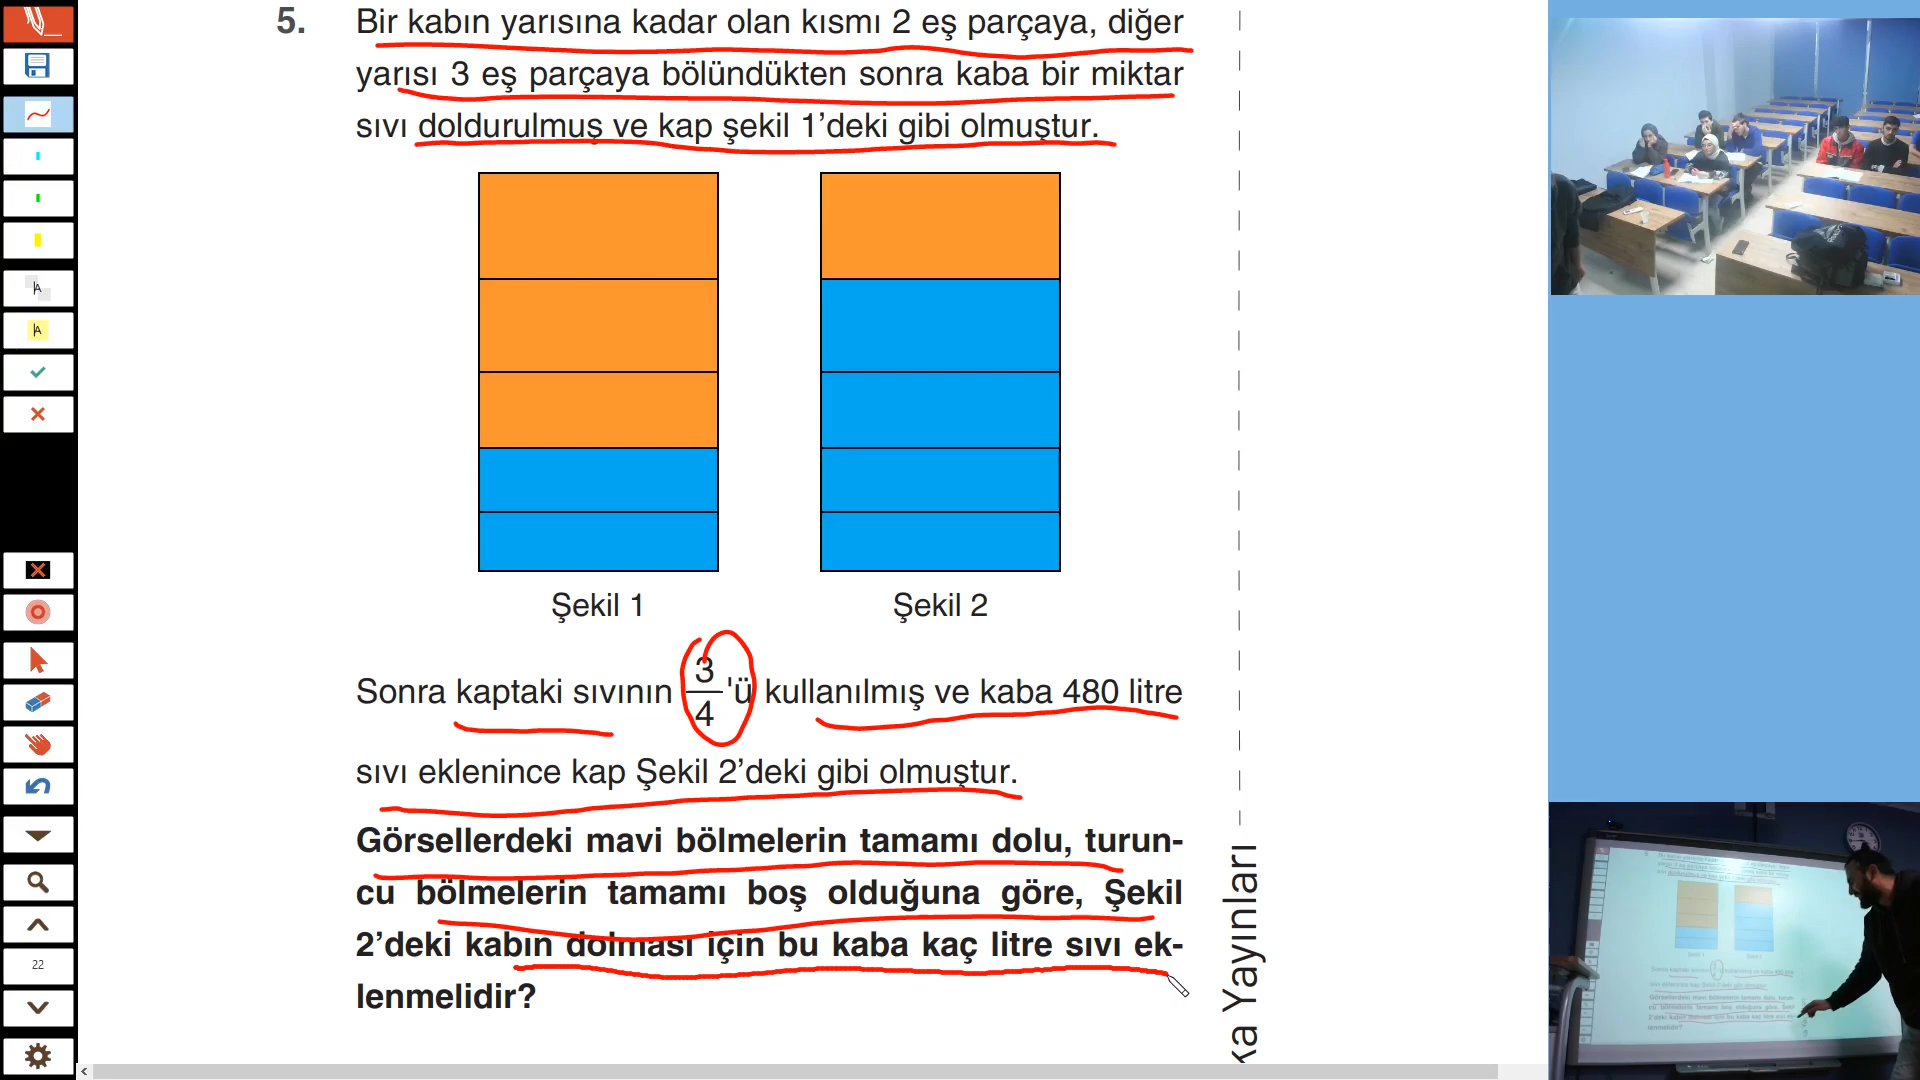 5. Bir kabın yarısına kadar olan kısmı 2 eş parçaya, diğer
yarısı 3 eş parçaya bölündükten sonra kaba bir miktar
sıvı doldurulmuş ve kap şekil 1’deki gibi olmuştur.
Şekil 1
Şekil 2
Sonra kaptaki sıvının 3/4 'ü kullanılmış ve kaba 480 litre
sıvı eklenince kap Şekil 2’deki gibi olmuştur.
Görsellerdeki mavi bölmelerin tamamı dolu, turun-
cu bölmelerin tamamı boş olduğuna göre, Şekil
2’deki kabın dolması için bu kaba kaç litre sıvı ek-
lenmelidir?
ka Yayınları
A
A
22